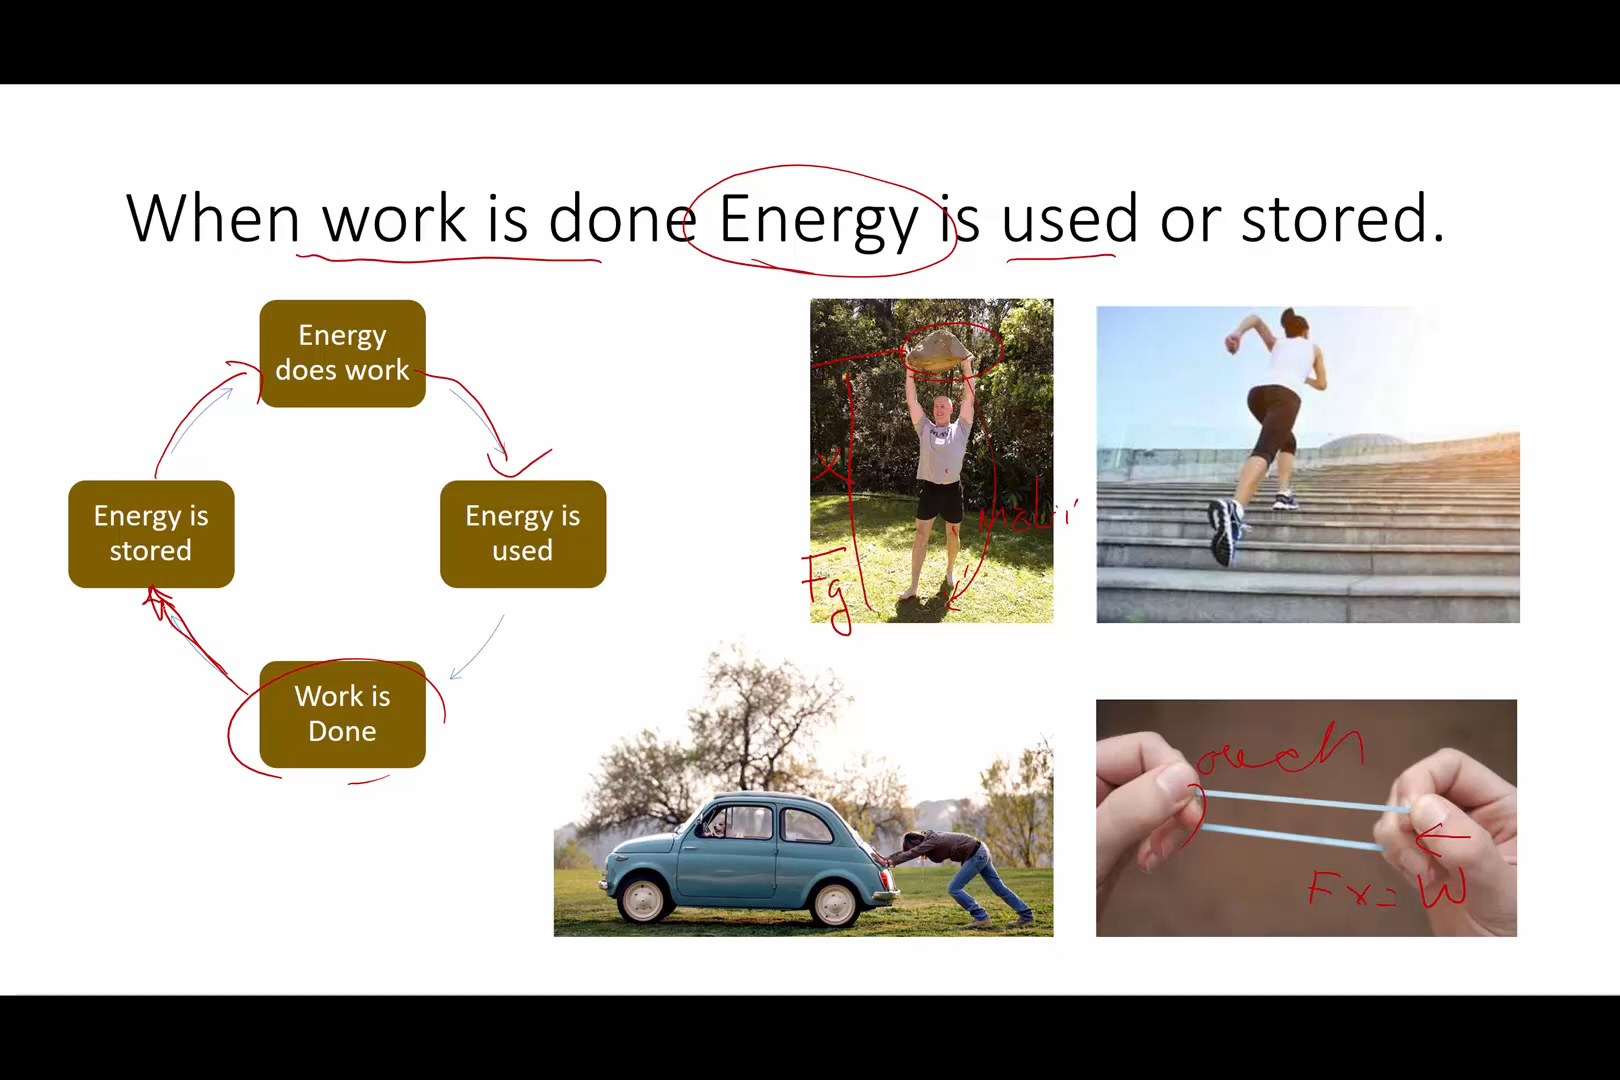 When work is done Energy is used or stored.
Energy
does work
Energy is
stored
Energy is
used
Work is
Done
x
Fg
ouch
Fx = W